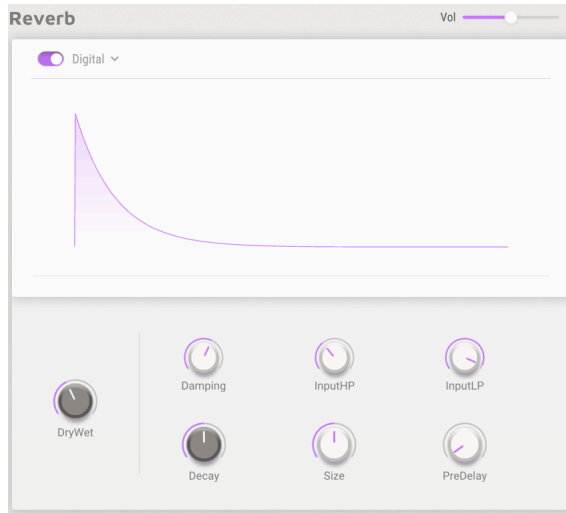 Reverb
Vol
Digital
Damping
InputHP
InputLP
DryWet
Decay
Size
PreDelay